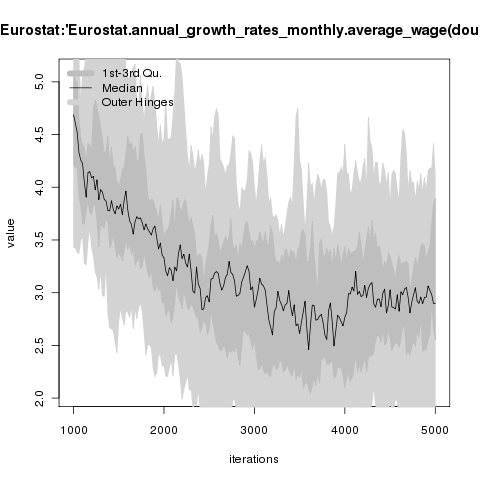 Eurostat:'Eurostat.annual_growth_rates_monthly.average_wage(dou
1st-3rd Qu.
Median
Outer Hinges
value
5.0
4.5
4.0
3.5
3.0
2.5
2.0
1000 2000 3000 4000 5000
iterations